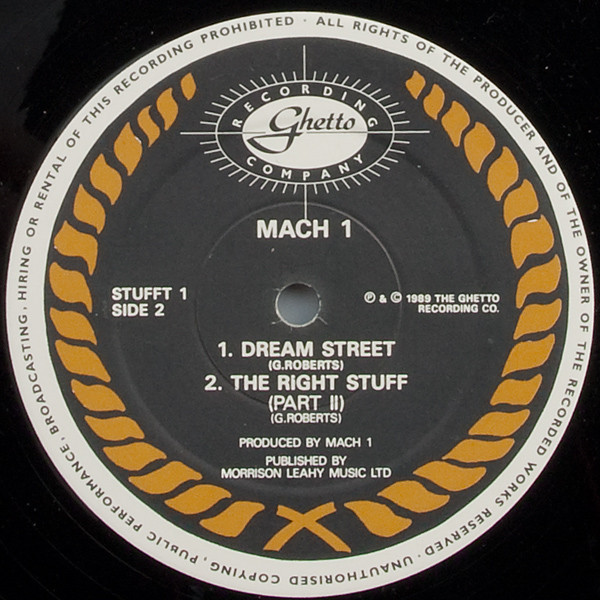 ALL RIGHTS OF THE PRODUCER AND OF THE OWNER OF THE RECORDED WORKS RESERVED · UNAUTHORISED COPYING, PUBLIC PERFORMANCE, BROADCASTING, HIRING OR RENTAL OF THIS RECORDING PROHIBITED ·
RECORDING
Ghetto
COMPANY
MACH 1
STUFFT 1
SIDE 2
℗ & © 1989 THE GHETTO
RECORDING CO.
1. DREAM STREET
(G.ROBERTS)
2. THE RIGHT STUFF
(PART II)
(G.ROBERTS)
PRODUCED BY MACH 1
PUBLISHED BY
MORRISON LEAHY MUSIC LTD